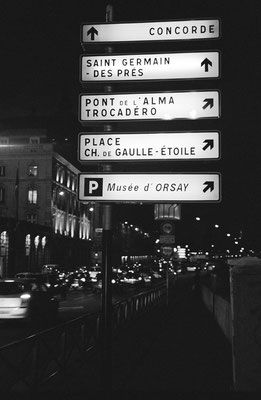 CONCORDE
SAINT GERMAIN
- DES PRÉS
PONT DE L'ALMA
TROCADÉRO
PLACE
CH. DE GAULLE-ÉTOILE
P Musée d'ORSAY